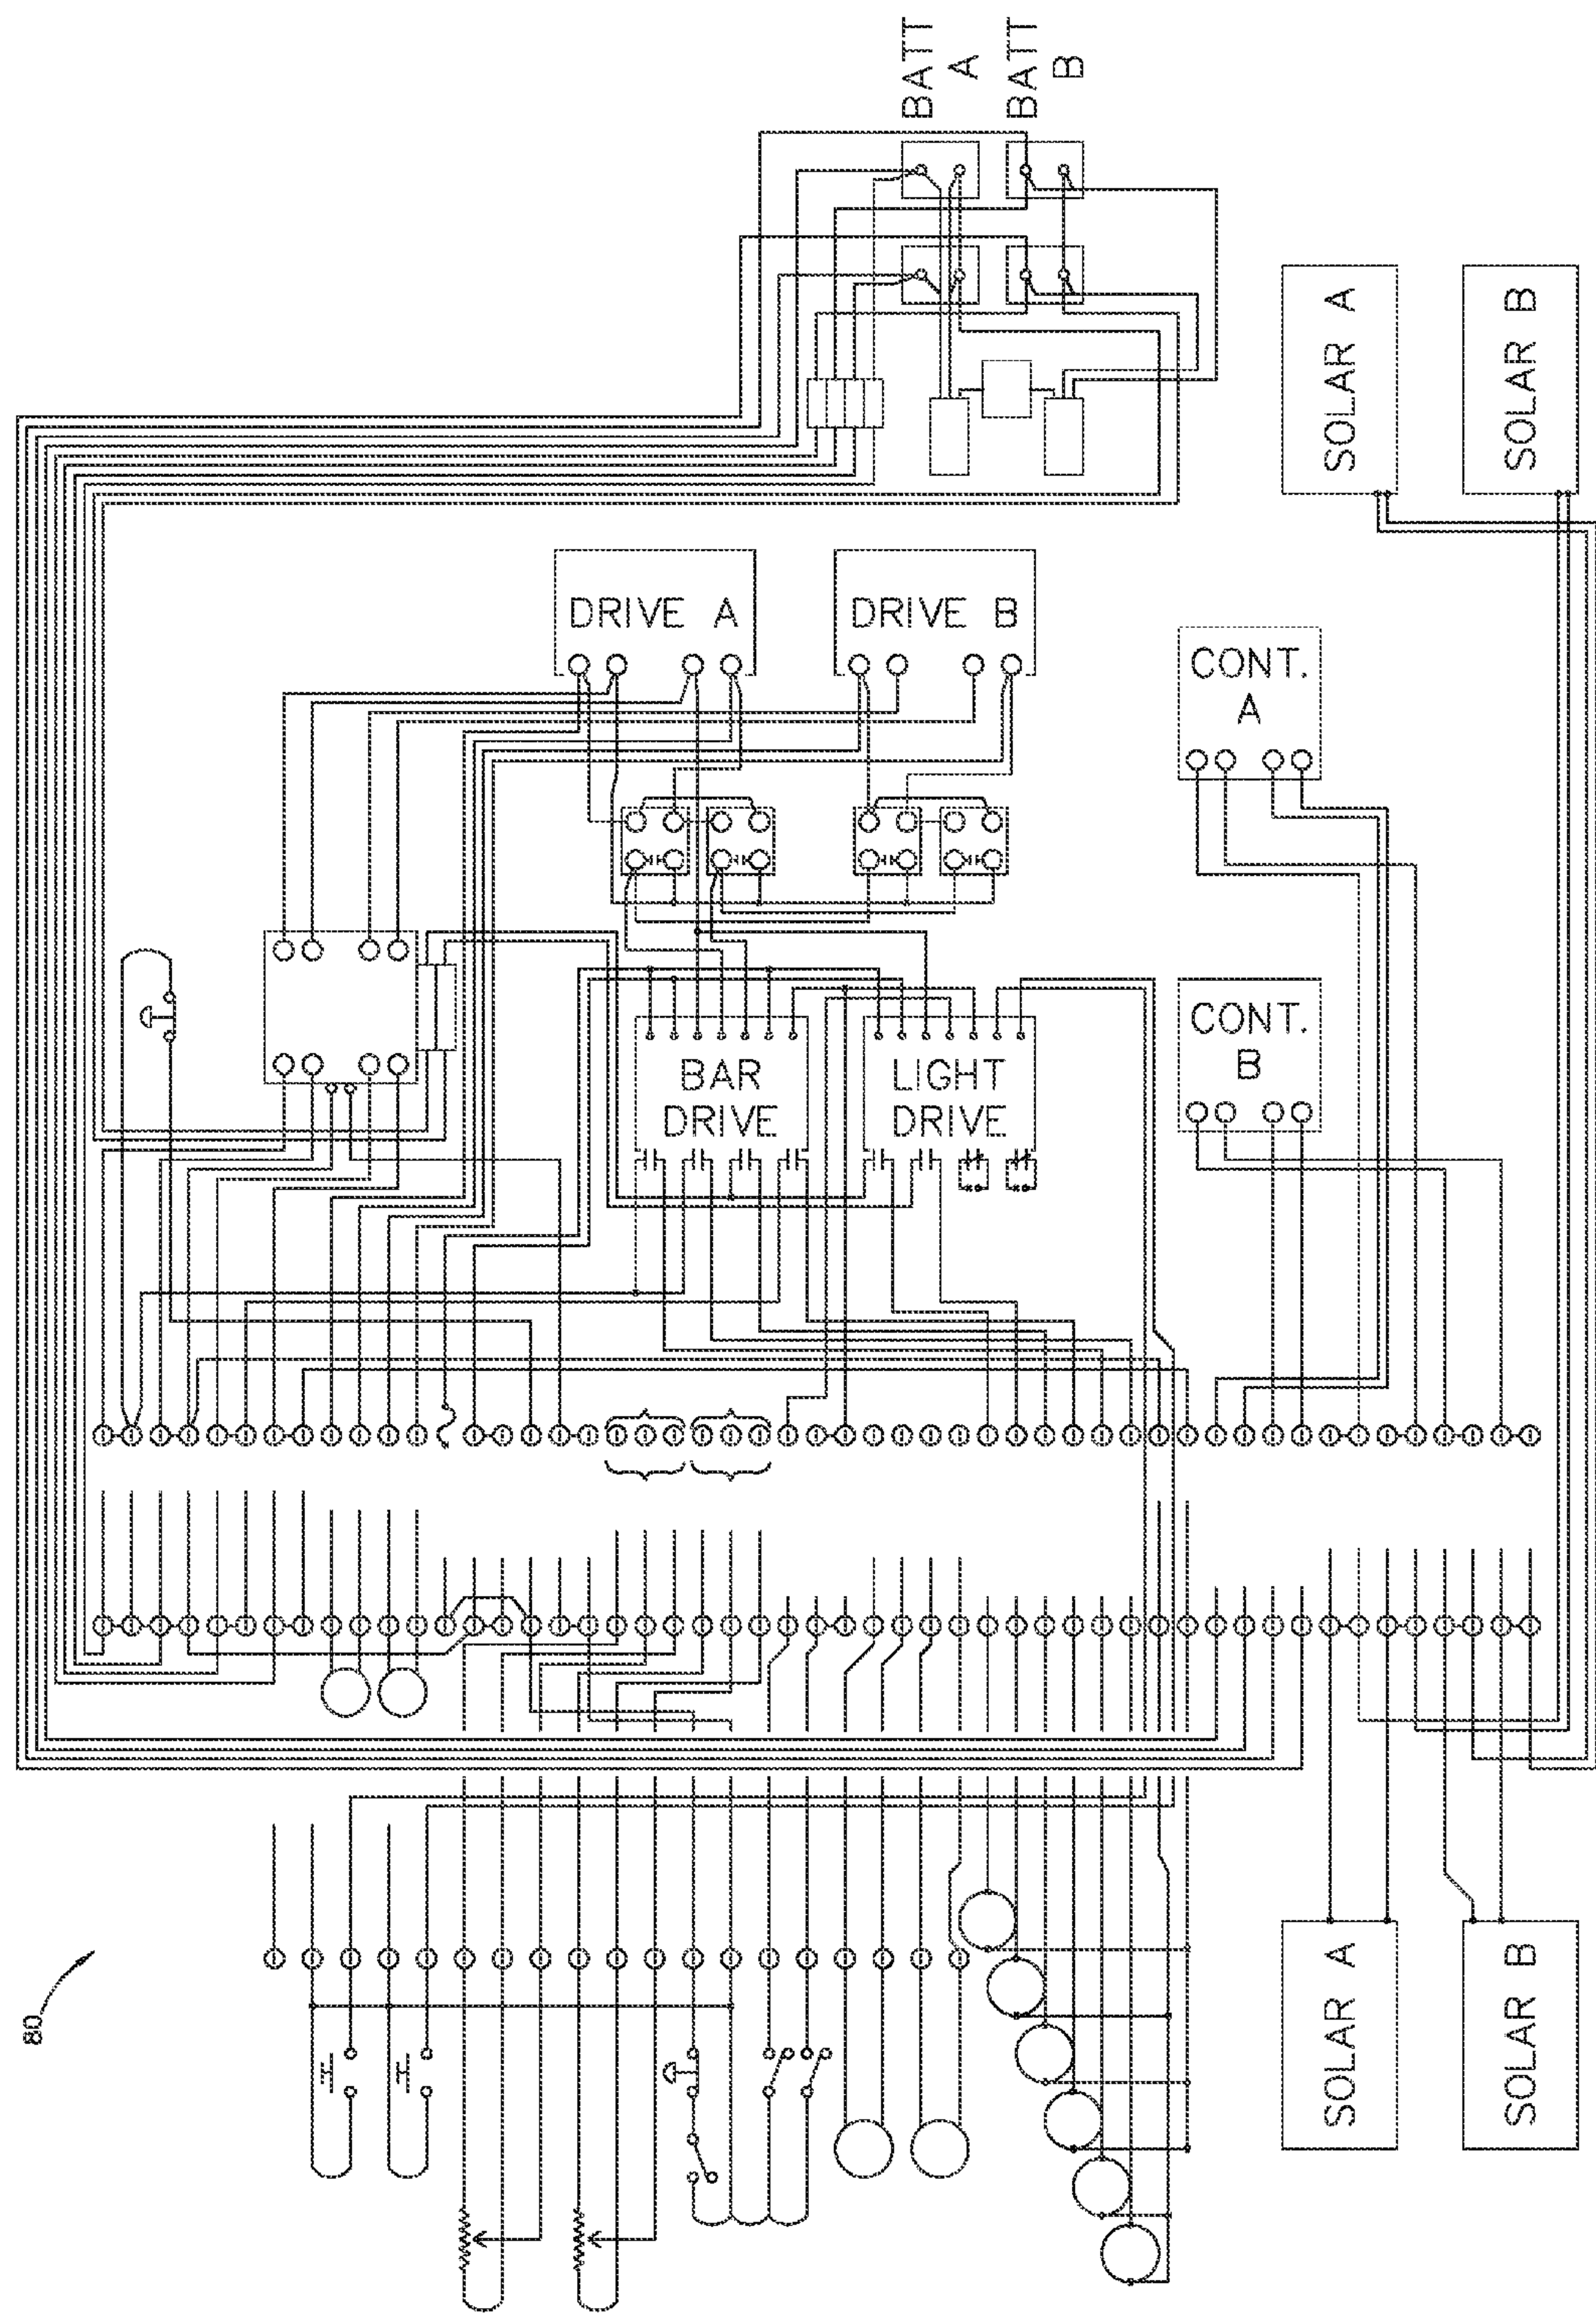 BATT
A
BATT
B
SOLAR A
SOLAR B
DRIVE A
DRIVE B
CONT.
A
BAR
DRIVE
LIGHT
DRIVE
CONT.
B
80
SOLAR A
SOLAR B